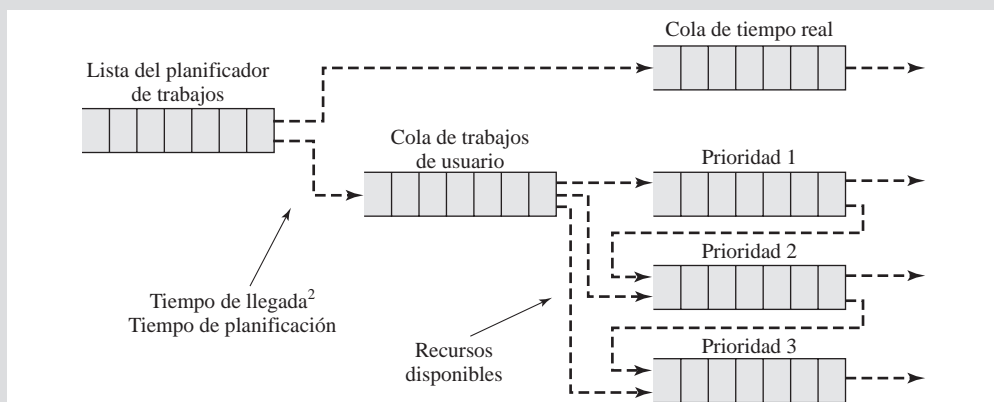 Cola de tiempo real
Lista del planificador
de trabajos
Cola de trabajos
de usuario
Prioridad 1
Prioridad 2
Tiempo de llegada²
Tiempo de planificación
Recursos
disponibles
Prioridad 3